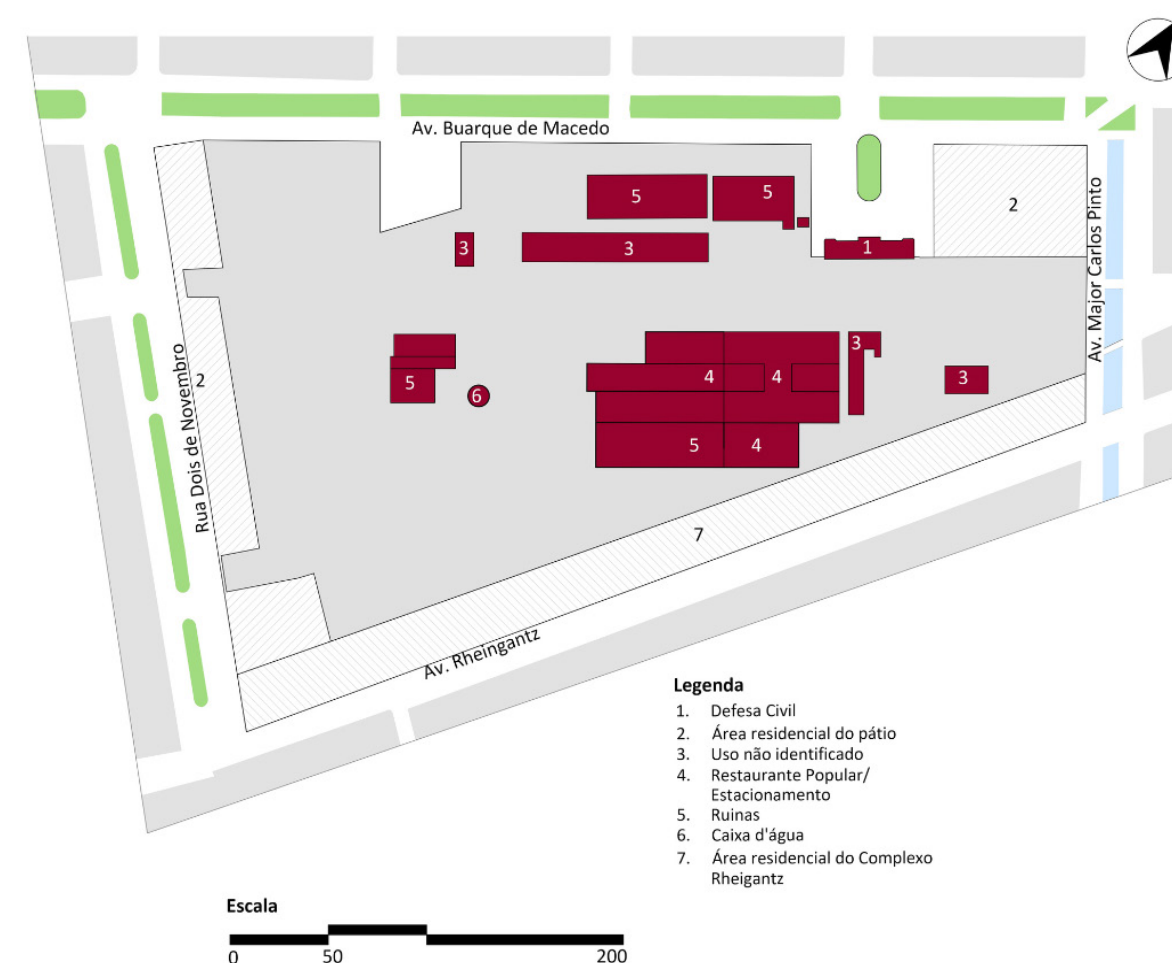 Av. Buarque de Macedo
5
5
2
Av. Major Carlos Pinto
3
3
1
Rua Dois de Novembro
2
5
6
4
4
3
3
5
4
7
Av. Rheingantz
Legenda
1. Defesa Civil
2. Área residencial do pátio
3. Uso não identificado
4. Restaurante Popular/
Estacionamento
5. Ruinas
6. Caixa d'água
7. Área residencial do Complexo
Rheigantz
Escala
0 50 200